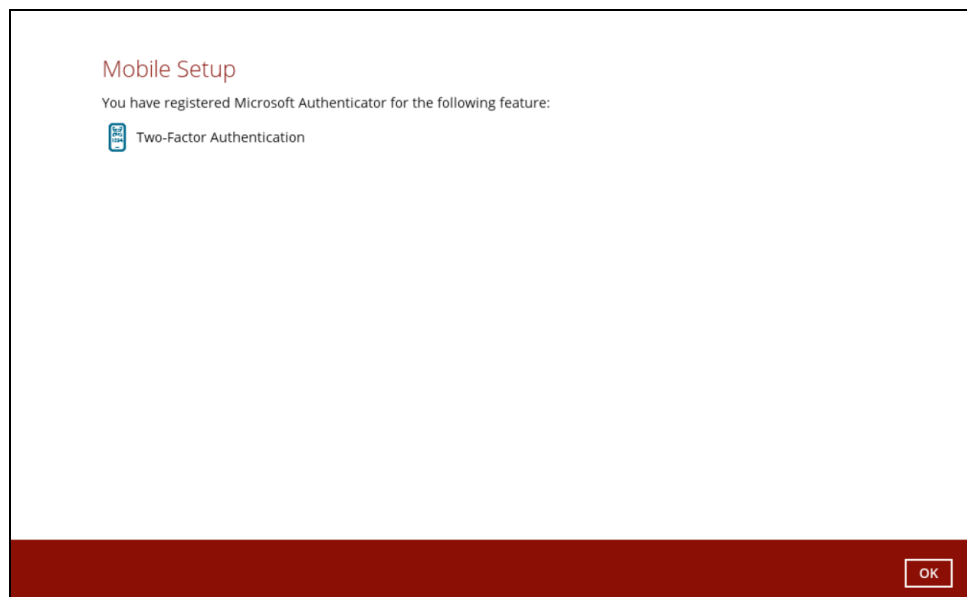 Mobile Setup
You have registered Microsoft Authenticator for the following feature:
Two-Factor Authentication
OK